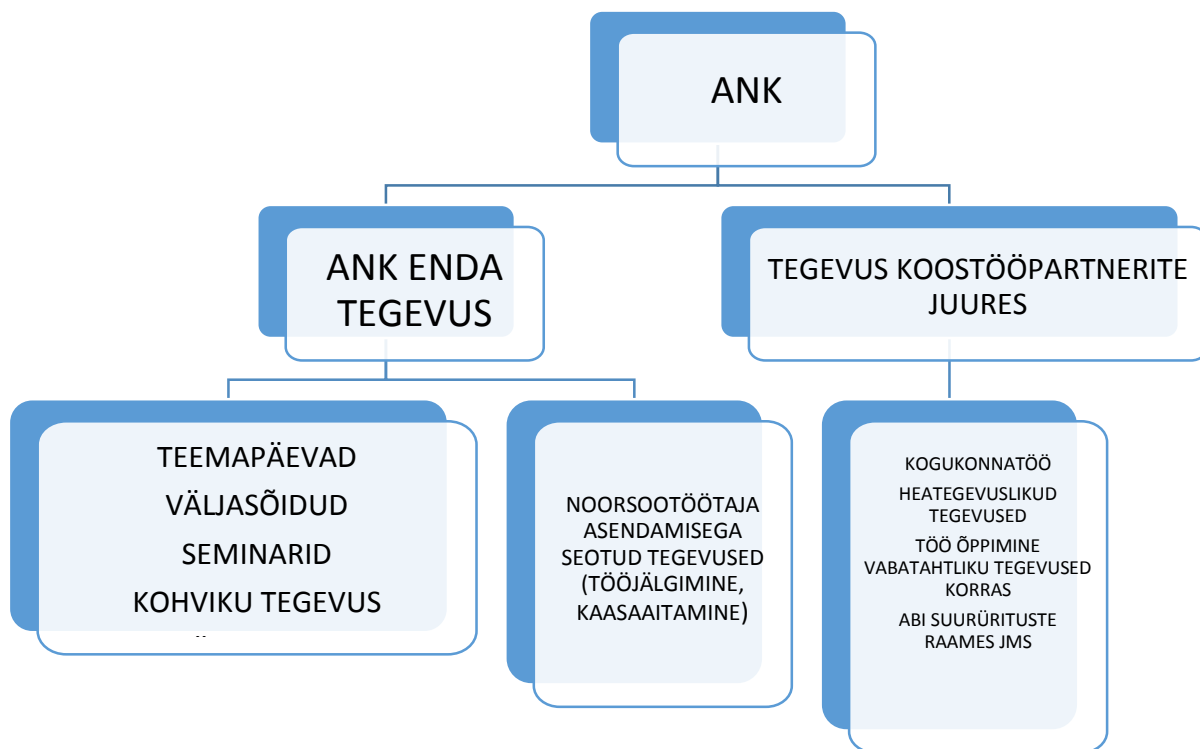 ANK
ANK ENDA
TEGEVUS
TEGEVUS KOOSTÖÖPARTNERITE
JUURES
TEEMAPÄEVAD
VÄLJASÕIDUD
SEMINARID
KOHVIKU TEGEVUS
NOORSOOTÖÖTAJA
ASENDAMISEGA
SEOTUD TEGEVUSED
(TÖÖJÄLGIMINE,
KAASAAITAMINE)
KOGUKONNATÖÖ
HEATEGEVUSLIKUD
TEGEVUSED
TÖÖ ÕPPIMINE
VABATAHTLIKU TEGEVUSED
KORRAS
ABI SUURÜRITUSTE
RAAMES JMS